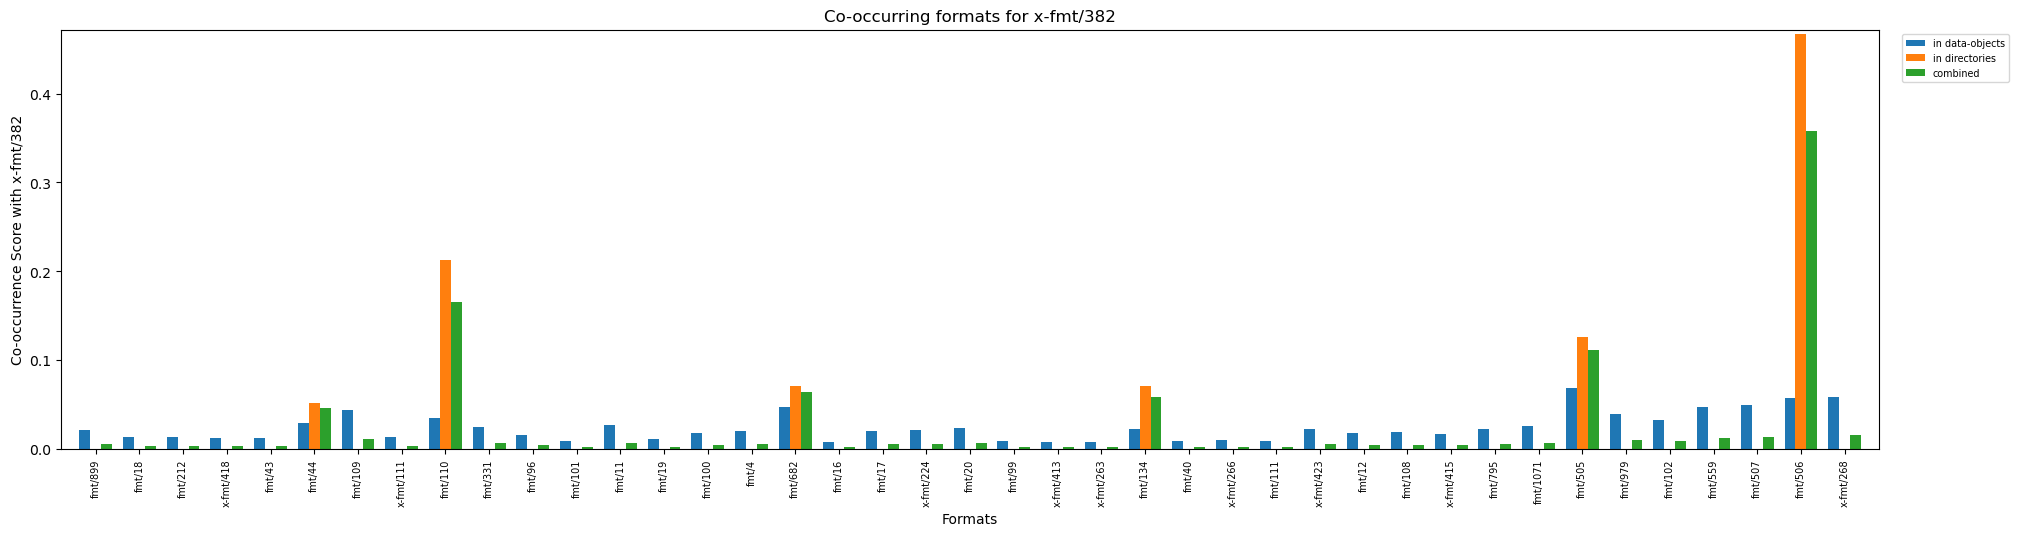 Co-occurring formats for x-fmt/382
in data-objects
in directories
combined
Co-occurrence Score with x-fmt/382
0.4
0.3
0.2
0.1
0.0
fmt/899
fmt/18
fmt/212
x-fmt/418
fmt/43
fmt/44
fmt/109
x-fmt/111
fmt/110
fmt/331
fmt/96
fmt/101
fmt/11
fmt/19
fmt/100
fmt/4
fmt/682
fmt/16
fmt/17
x-fmt/224
fmt/20
fmt/99
x-fmt/413
x-fmt/263
fmt/134
fmt/40
x-fmt/266
fmt/111
x-fmt/423
fmt/12
fmt/108
x-fmt/415
fmt/795
fmt/1071
fmt/505
fmt/979
fmt/102
fmt/559
fmt/507
fmt/506
x-fmt/268
Formats